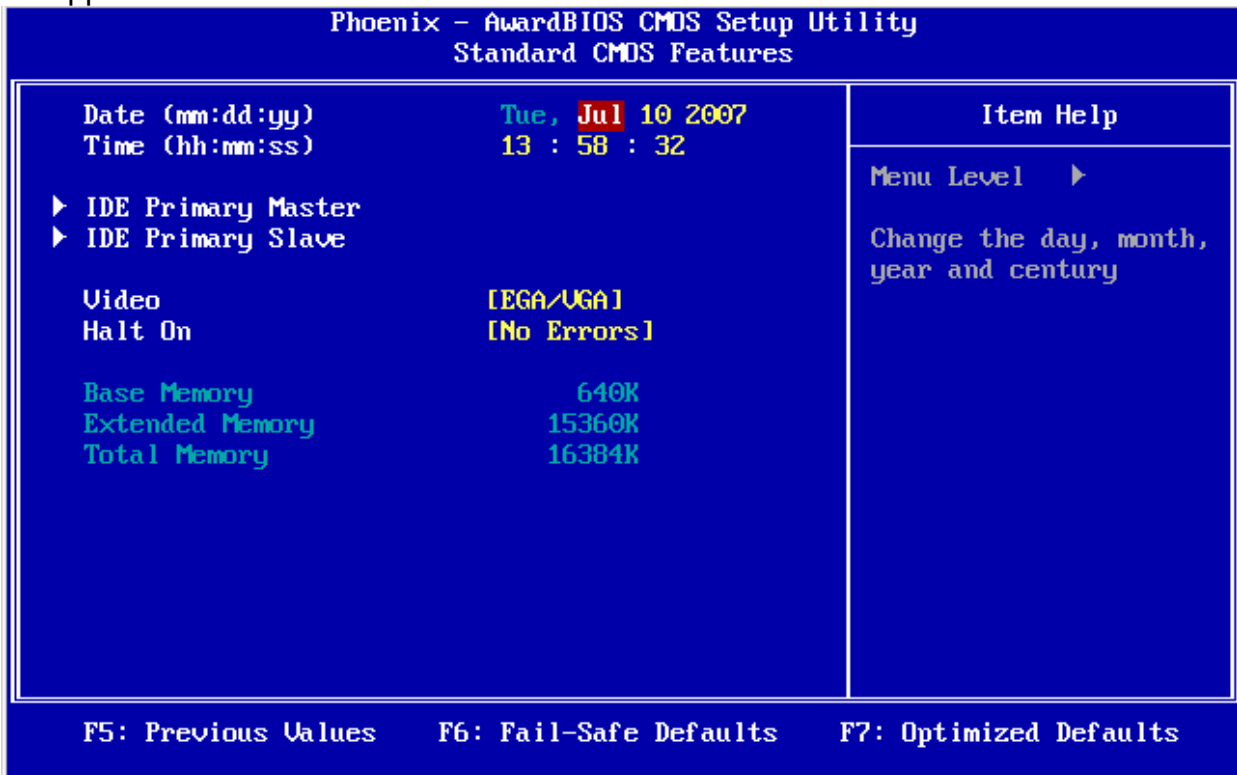 Phoenix - AwardBIOS CMOS Setup Utility
Standard CMOS Features
Date (mm:dd:yy) Tue, Jul 10 2007
Time (hh:mm:ss) 13 : 58 : 32
IDE Primary Master
IDE Primary Slave
Video [EGA/VGA]
Halt On [No Errors]
Base Memory 640K
Extended Memory 15360K
Total Memory 16384K
Item Help
Menu Level
Change the day, month,
year and century
F5: Previous Values F6: Fail-Safe Defaults F7: Optimized Defaults